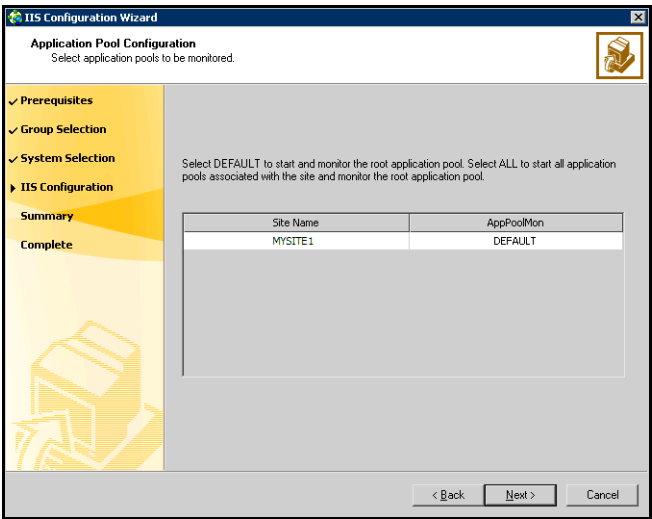 IIS Configuration Wizard
Application Pool Configuration
Select application pools to be monitored.
Prerequisites
Group Selection
System Selection
IIS Configuration
Summary
Complete
Select DEFAULT to start and monitor the root application pool. Select ALL to start all application
pools associated with the site and monitor the root application pool.
Site Name AppPoolMon
MYSITE1 DEFAULT
< Back Next > Cancel